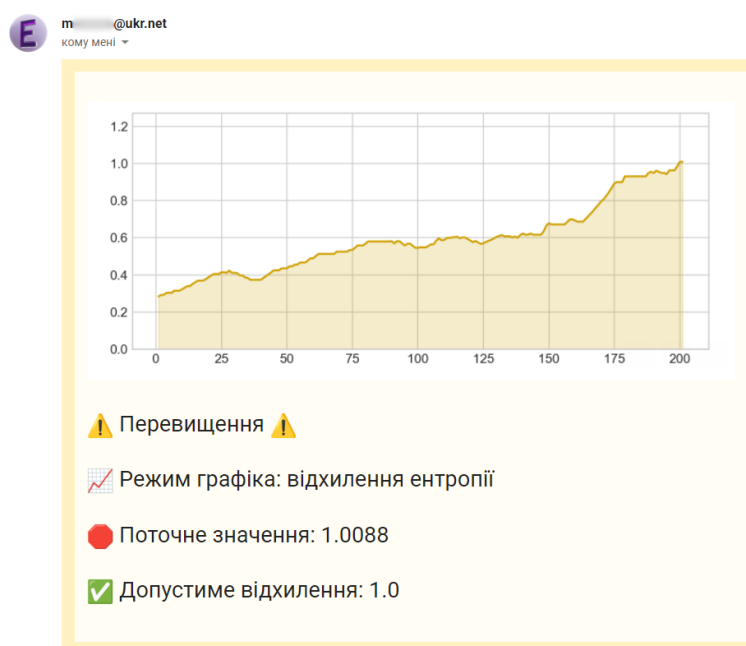 E
m @ukr.net
кому мені
1.2
1.0
0.8
0.6
0.4
0.2
0.0
0 25 50 75 100 125 150 175 200
⚠️ Перевищення ⚠️
📈 Режим графіка: відхилення ентропії
🛑 Поточне значення: 1.0088
✅ Допустиме відхилення: 1.0